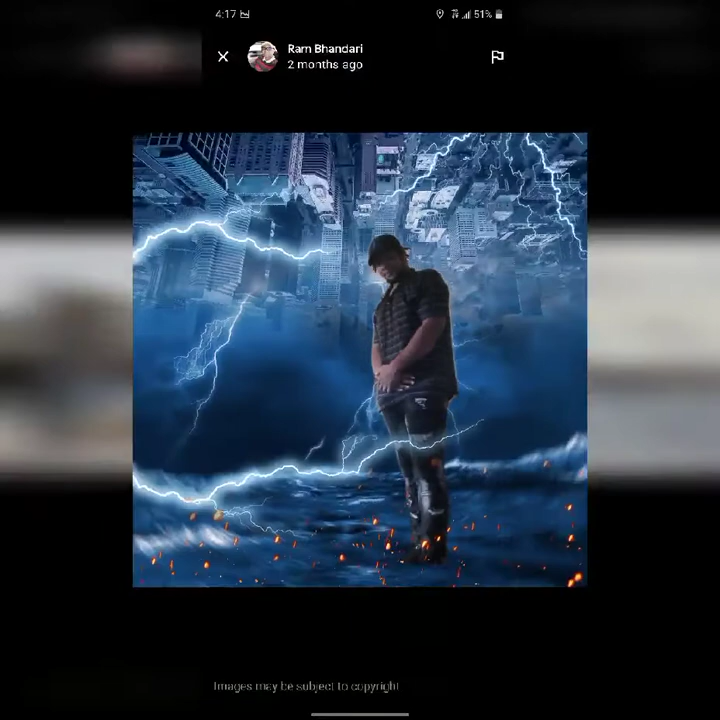 4:17
51%
Ram Bhandari
2 months ago
Images may be subject to copyright